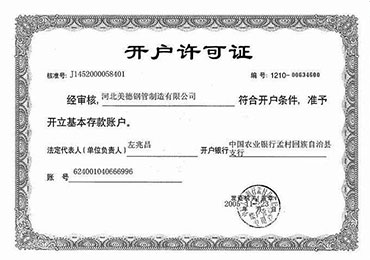 开户许可证
核准号: J1452000058401 编号: 1210-00634600
经审核, 河北美德钢管制造有限公司 符合开户条件，准予
开立基本存款账户。
法定代表人(单位负责人) 左兆昌 开户银行 中国农业银行孟村回族自治县
支行
账 号 624001040666996